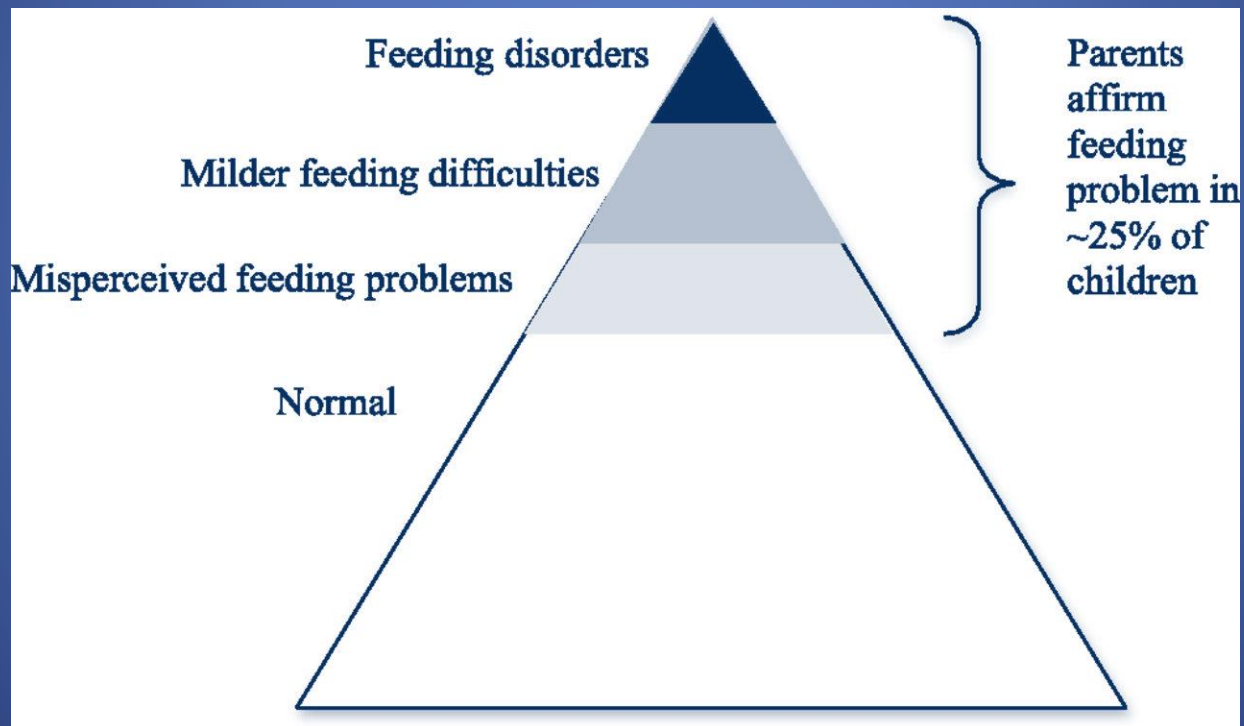 Feeding disorders
Milder feeding difficulties
Misperceived feeding problems
Normal
Parents
affirm
feeding
problem in
~25% of
children